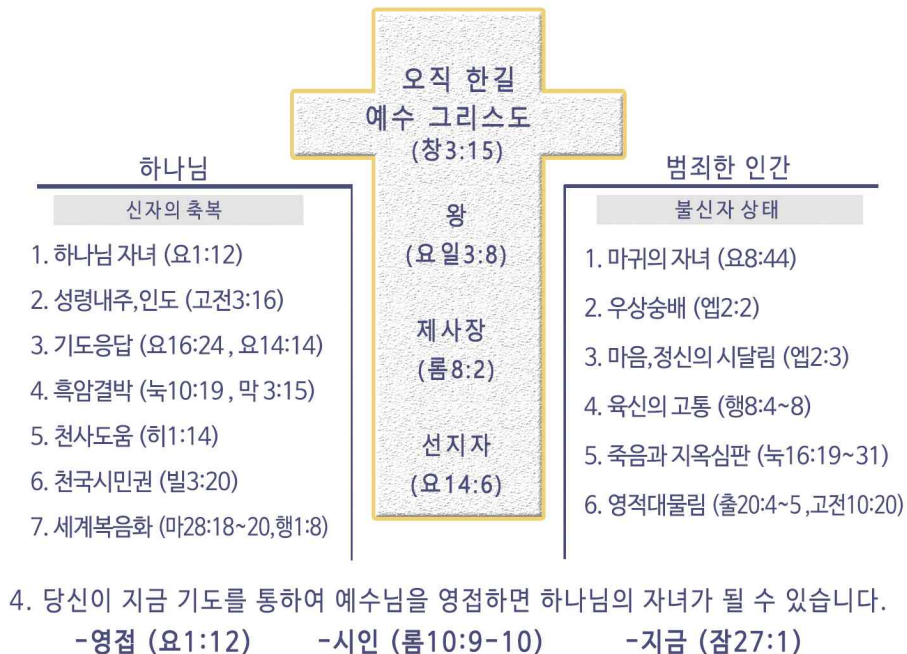 오직 한길
예수 그리스도
(창3:15)
왕
(요일3:8)
제사장
(롬8:2)
선지자
(요14:6)
하나님
신자의 축복
1. 하나님 자녀 (요1:12)
2. 성령내주,인도 (고전3:16)
3. 기도응답 (요16:24 , 요14:14)
4. 흑암결박 (눅10:19 , 막 3:15)
5. 천사도움 (히1:14)
6. 천국시민권 (빌3:20)
7. 세계복음화 (마28:18~20,행1:8)
범죄한 인간
불신자 상태
1. 마귀의 자녀 (요8:44)
2. 우상숭배 (엡2:2)
3. 마음,정신의 시달림 (엡2:3)
4. 육신의 고통 (행8:4~8)
5. 죽음과 지옥심판 (눅16:19~31)
6. 영적대물림 (출20:4~5 ,고전10:20)
4. 당신이 지금 기도를 통하여 예수님을 영접하면 하나님의 자녀가 될 수 있습니다.
-영접 (요1:12) -시인 (롬10:9-10) -지금 (잠27:1)